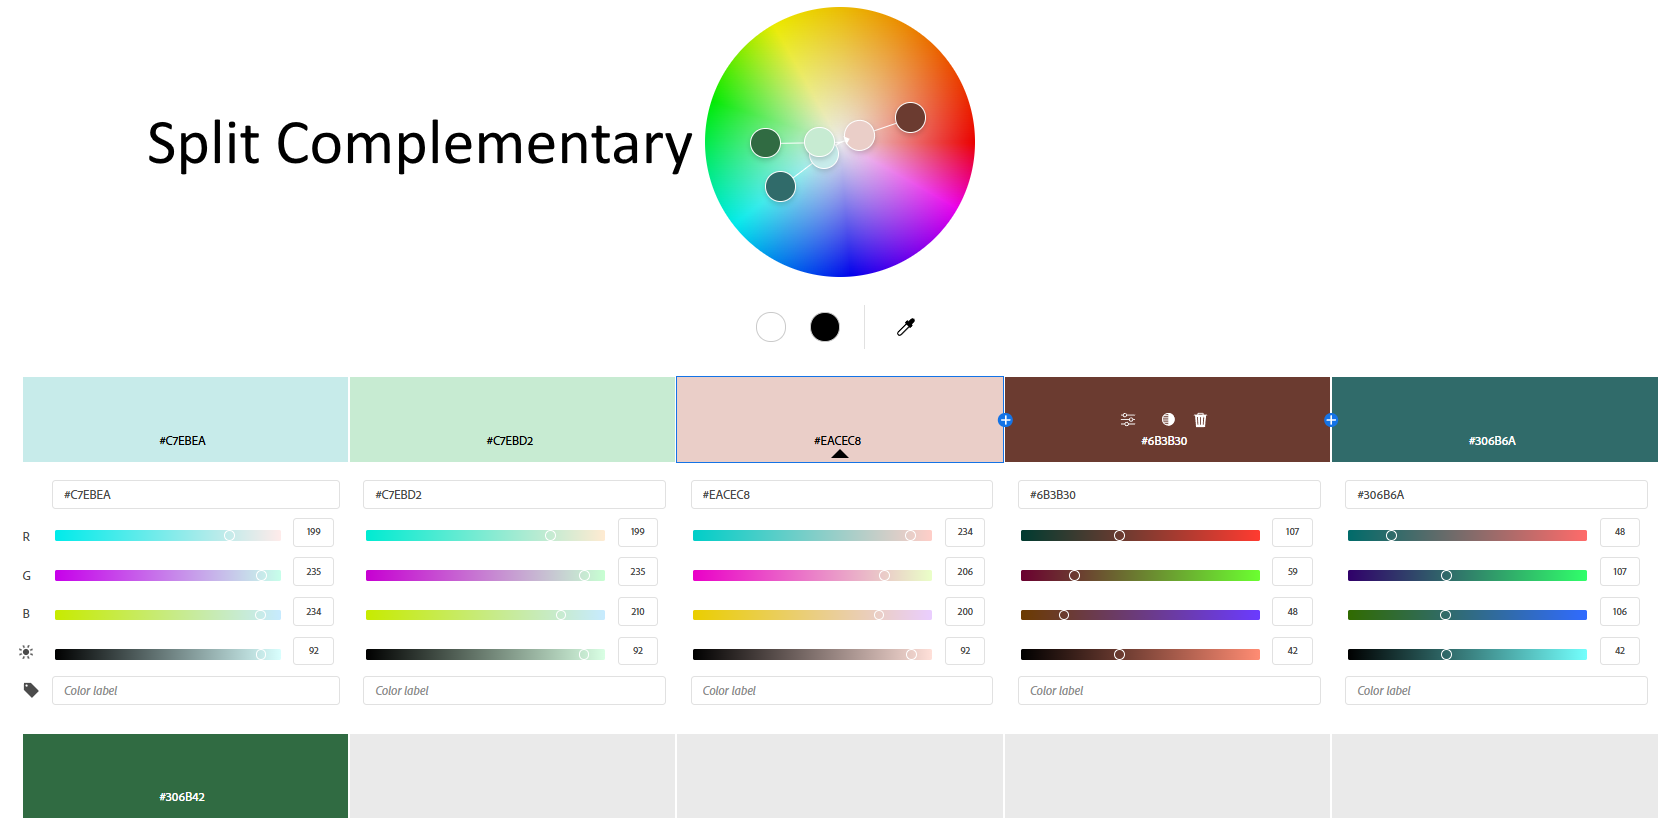 Split Complementary
#C7EBEA #C7EBD2 #EACEC8 #6B3B30 #306B6A
#C7EBEA #C7EBD2 #EACEC8 #6B3B30 #306B6A
R 199 199 234 107 48
G 235 235 206 59 107
B 234 210 200 48 106
92 92 92 42 42
Color label Color label Color label Color label Color label
#306B42